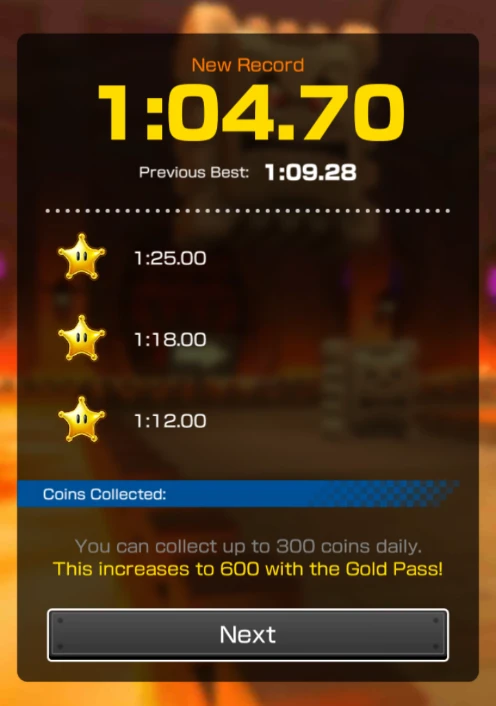 New Record
1:04.70
Previous Best: 1:09.28
1:25.00
1:18.00
1:12.00
Coins Collected:
You can collect up to 300 coins daily.
This increases to 600 with the Gold Pass!
Next